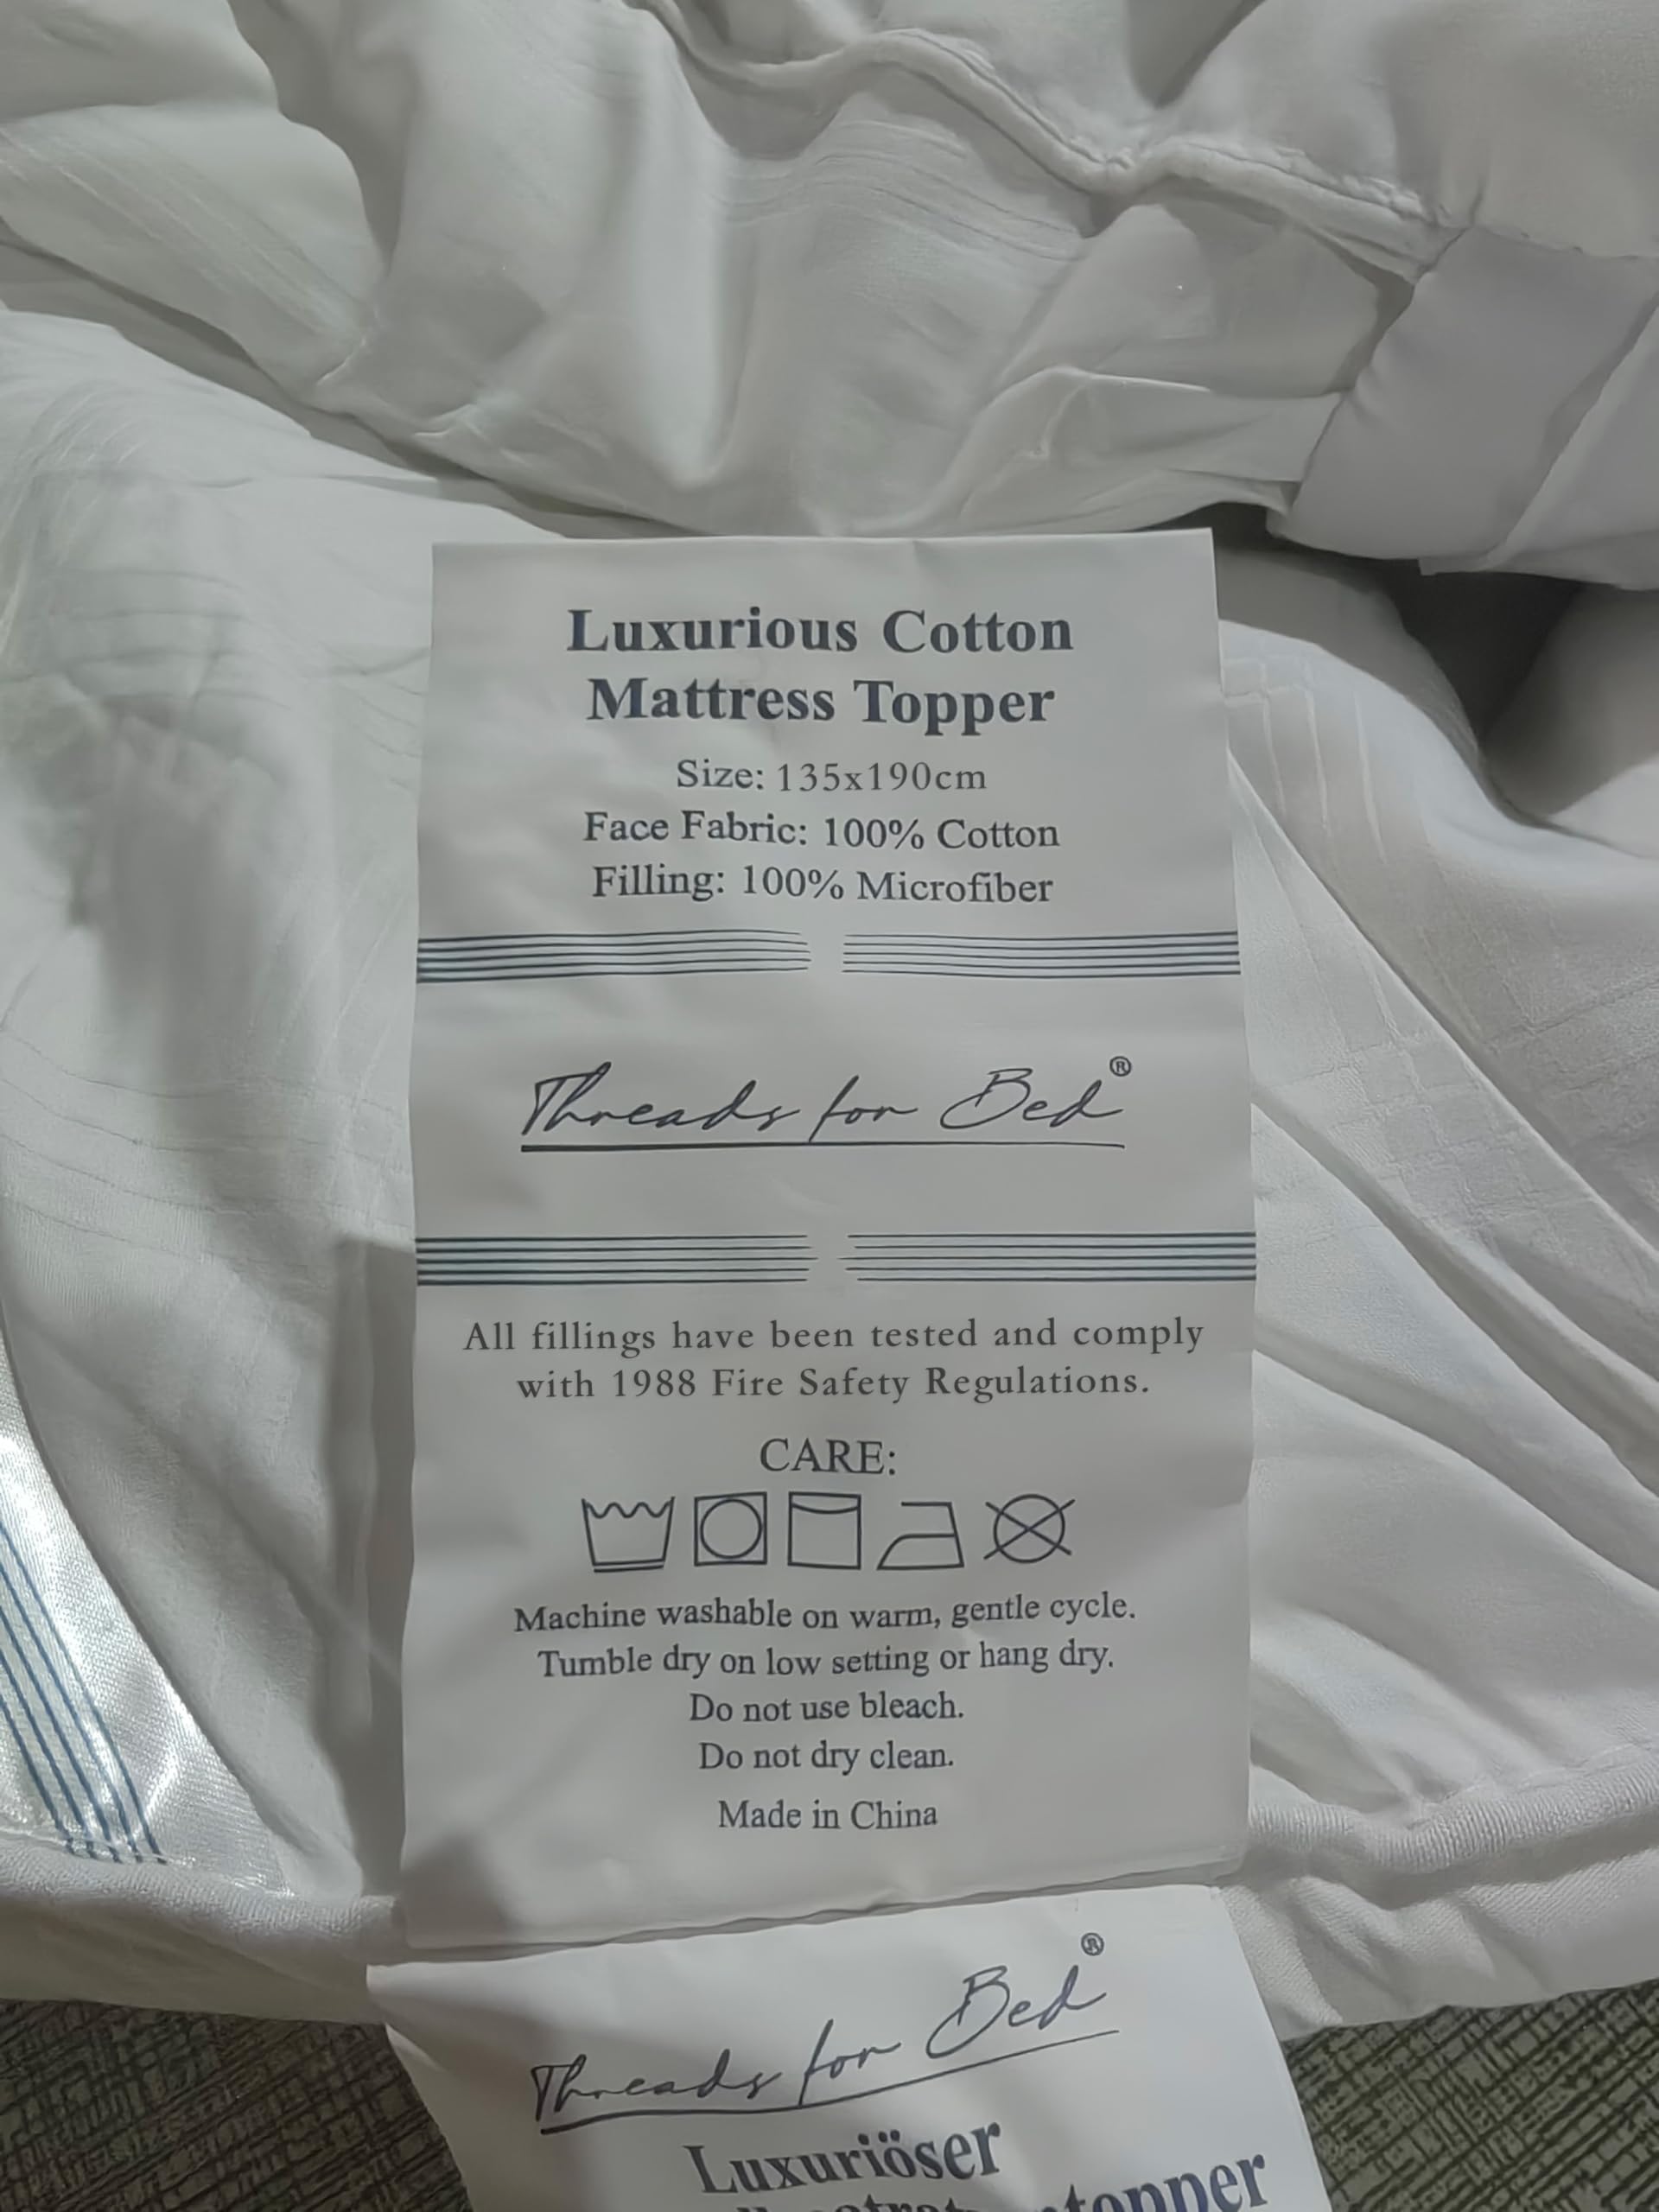 Luxurious Cotton
Mattress Topper
Size: 135x190cm
Face Fabric: 100% Cotton
Filling: 100% Microfiber
Threads for Bed®
All fillings have been tested and comply
with 1988 Fire Safety Regulations.
CARE:
Machine washable on warm, gentle cycle.
Tumble dry on low setting or hang dry.
Do not use bleach.
Do not dry clean.
Made in China
Threads for Bed®
Luxuriöser